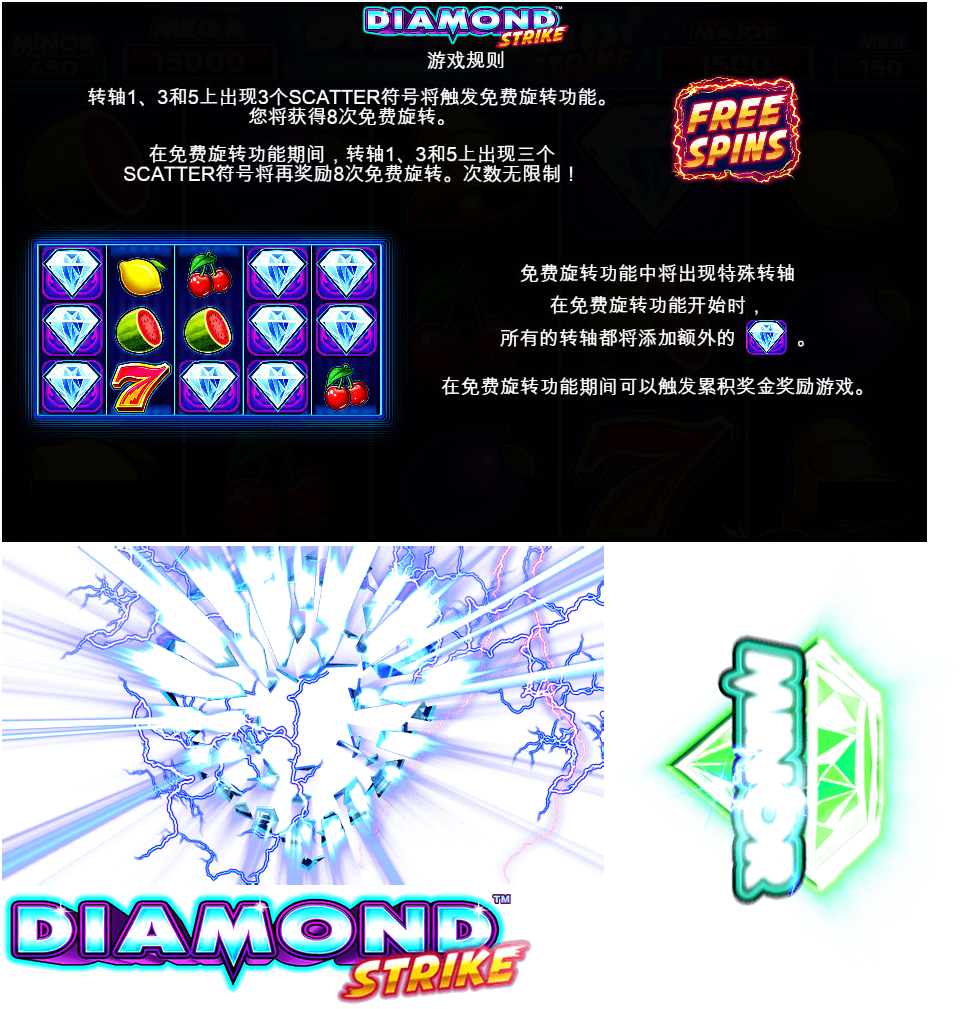 DIAMOND™
STRIKE
MINOR
MAJOR
450
15000
1500
150
游戏规则
转轴1、3和5上出现3个SCATTER符号将触发免费旋转功能。
您将获得8次免费旋转。
FREE
SPINS
在免费旋转功能期间，转轴1、3和5上出现三个
SCATTER符号将再奖励8次免费旋转。次数无限制！
免费旋转功能中将出现特殊转轴
在免费旋转功能开始时，
所有的转轴都将添加额外的 。
在免费旋转功能期间可以触发累积奖金奖励游戏。
7
MINOR
DIAMOND™
STRIKE